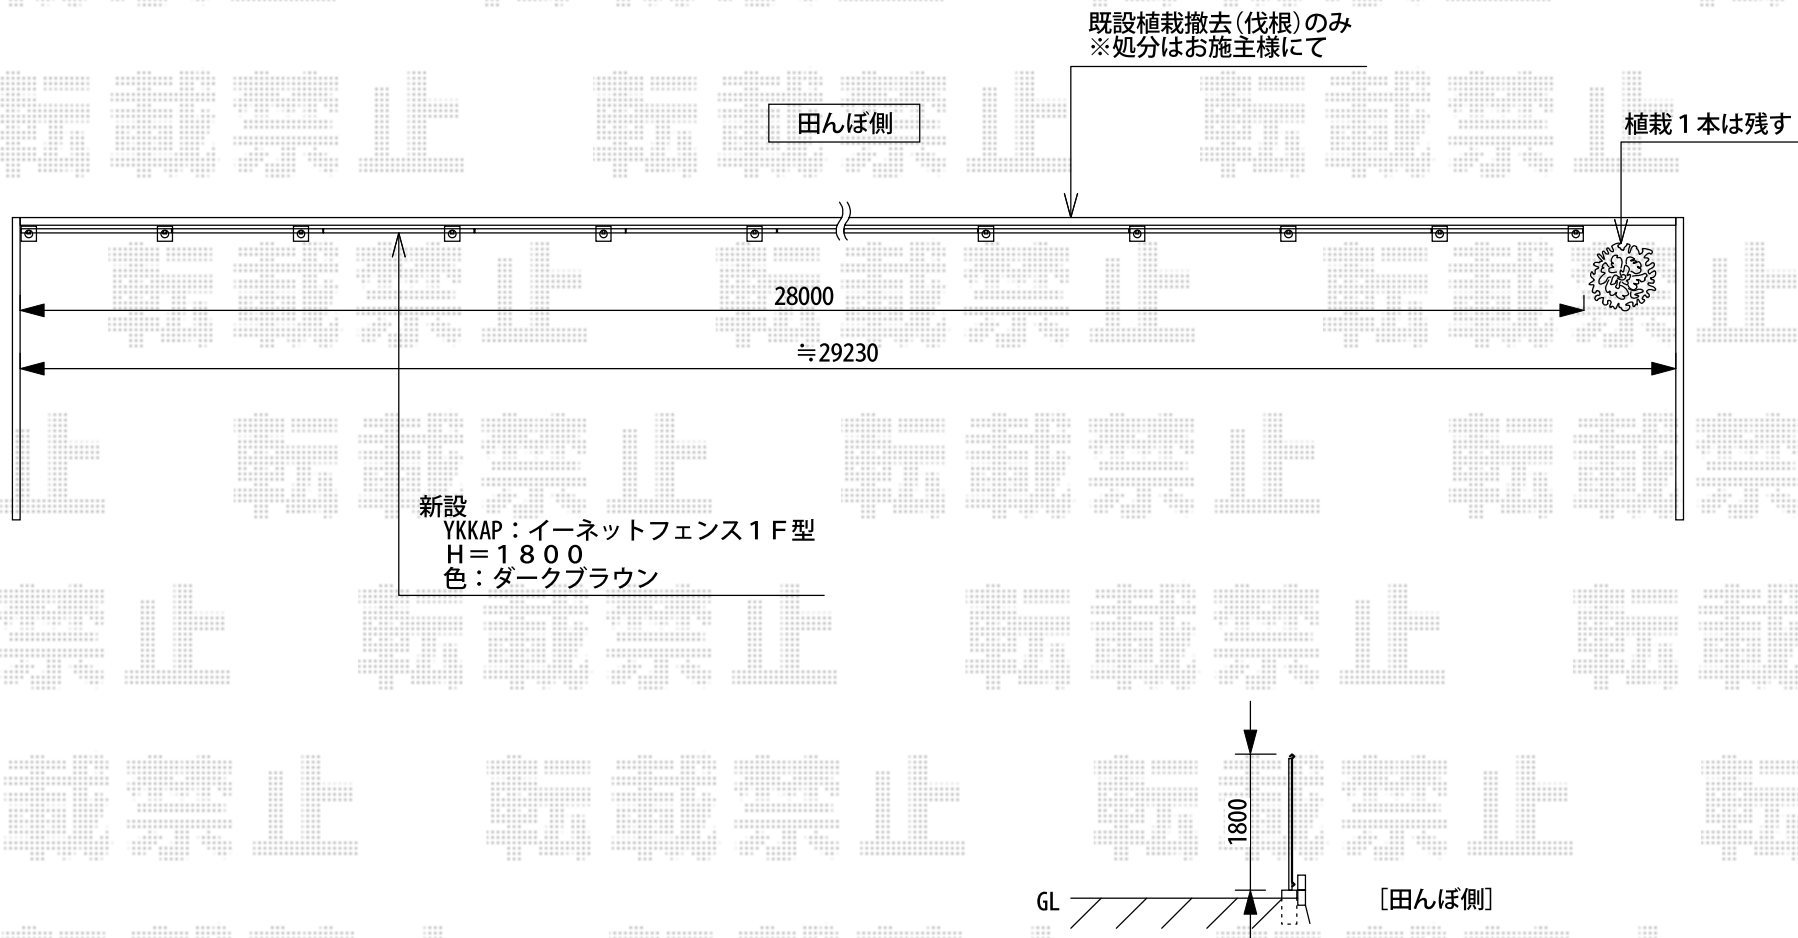 既設植栽撤去（伐根）のみ
※処分はお施主様にて
田んぼ側
植栽１本は残す
28000
≒29230
新設
YKKAP：イーネットフェンス１Ｆ型
Ｈ＝１８００
色：ダークブラウン
1800
GL
［田んぼ側］
転載禁止